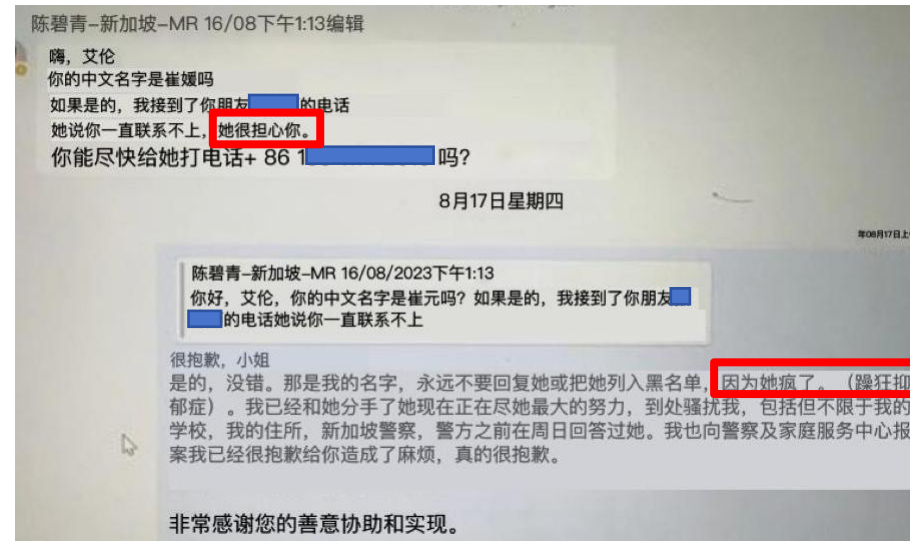 陈碧青–新加坡–MR 16/08下午1:13编辑
嗨，艾伦
你的中文名字是崔媛吗
如果是的，我接到了你朋友 的电话
她说你一直联系不上，她很担心你。
你能尽快给她打电话+ 86 1 吗?
8月17日星期四
年08月17日上
陈碧青–新加坡–MR 16/08/2023下午1:13
你好，艾伦，你的中文名字是崔元吗？如果是的，我接到了你朋友
的电话她说你一直联系不上
很抱歉，小姐
是的，没错。那是我的名字，永远不要回复她或把她列入黑名单，因为她疯了。（躁狂抑
郁症）。我已经和她分手了她现在正在尽她最大的努力，到处骚扰我，包括但不限于我的
学校，我的住所，新加坡警察，警方之前在周日回答过她。我也向警察及家庭服务中心报
案我已经很抱歉给你造成了麻烦，真的很抱歉。
非常感谢您的善意协助和实现。